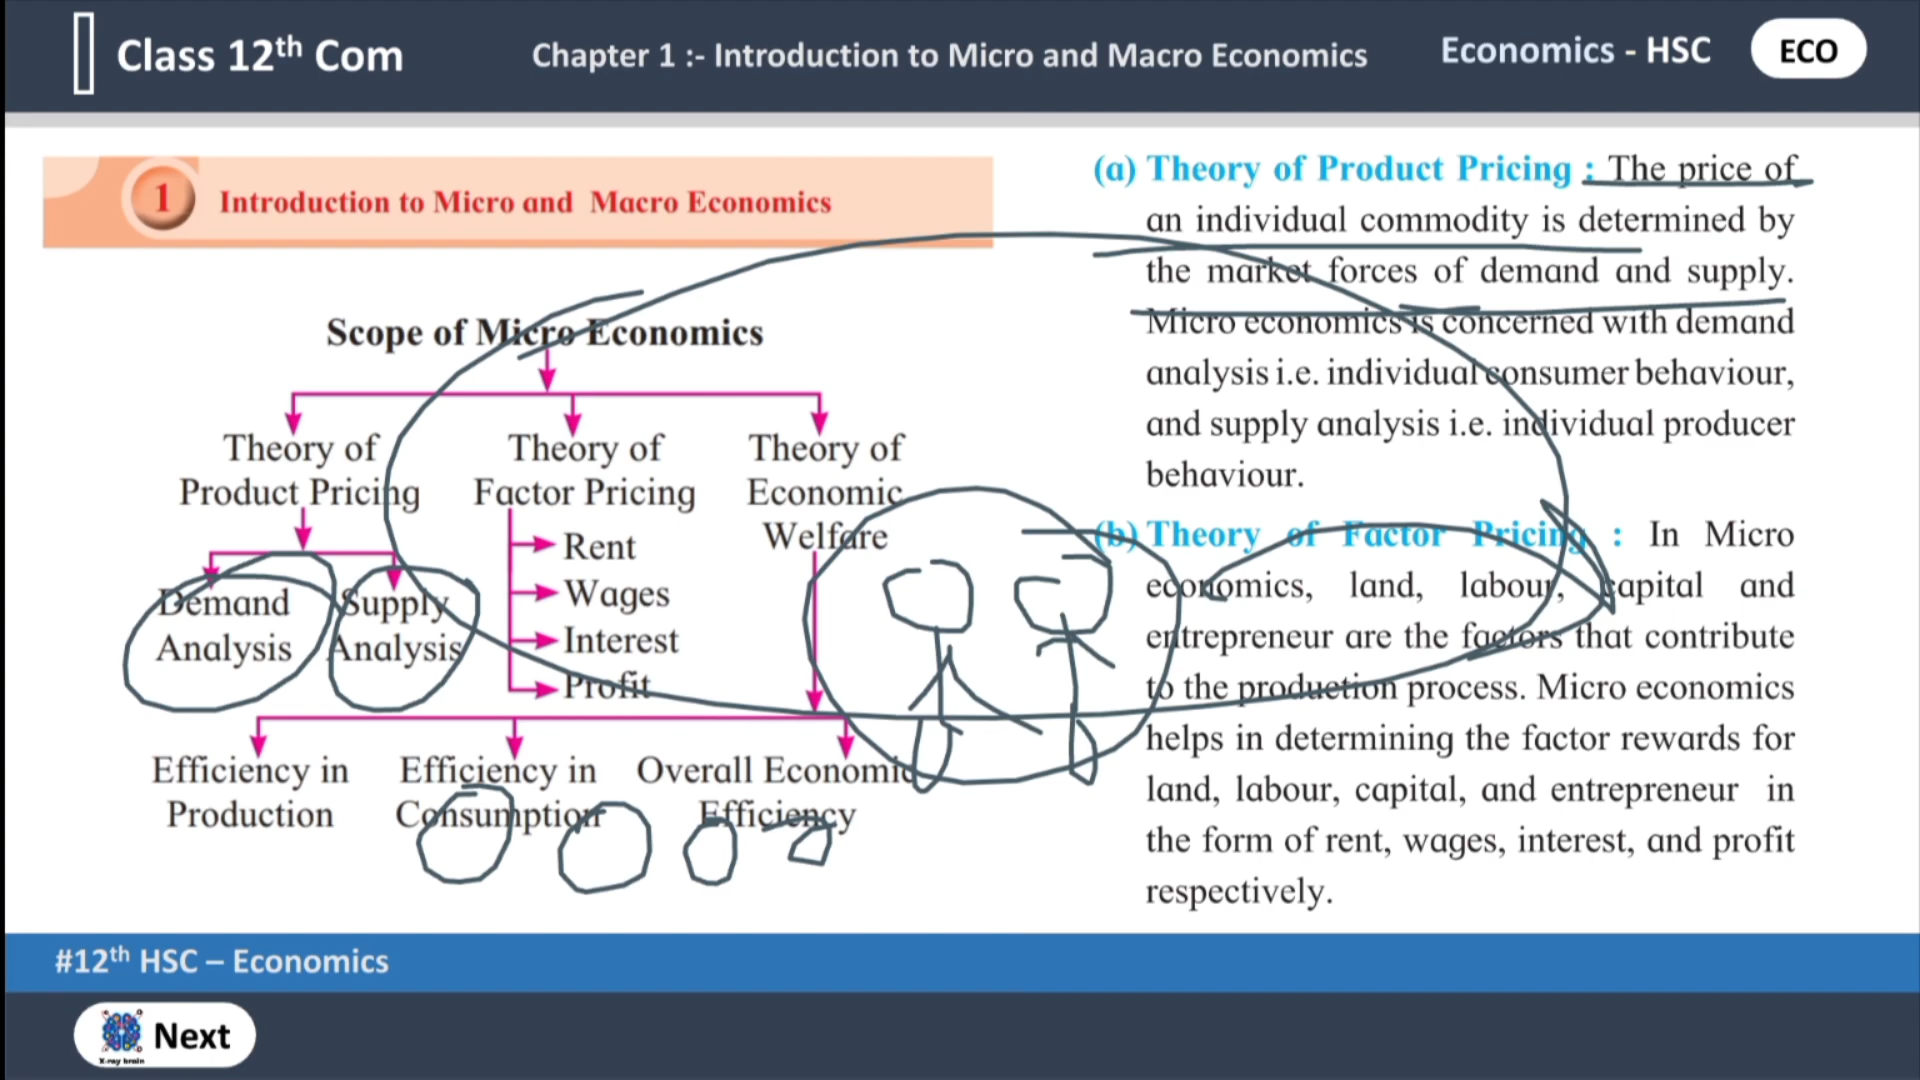 Class 12th Com
Chapter 1 :- Introduction to Micro and Macro Economics
Economics - HSC
ECO
1
Introduction to Micro and Macro Economics
Scope of Micro Economics
Theory of
Product Pricing
Theory of
Factor Pricing
Theory of
Economic
Welfare
Demand
Analysis
Supply
Analysis
Rent
Wages
Interest
Profit
Efficiency in
Production
Efficiency in
Consumption
Overall Economic
Efficiency
(a) Theory of Product Pricing : The price of
an individual commodity is determined by
the market forces of demand and supply.
Micro economics is concerned with demand
analysis i.e. individual consumer behaviour,
and supply analysis i.e. individual producer
behaviour.
(b) Theory of Factor Pricing : In Micro
economics, land, labour, capital and
entrepreneur are the factors that contribute
to the production process. Micro economics
helps in determining the factor rewards for
land, labour, capital, and entrepreneur in
the form of rent, wages, interest, and profit
respectively.
#12th HSC – Economics
Next
X-ray brain